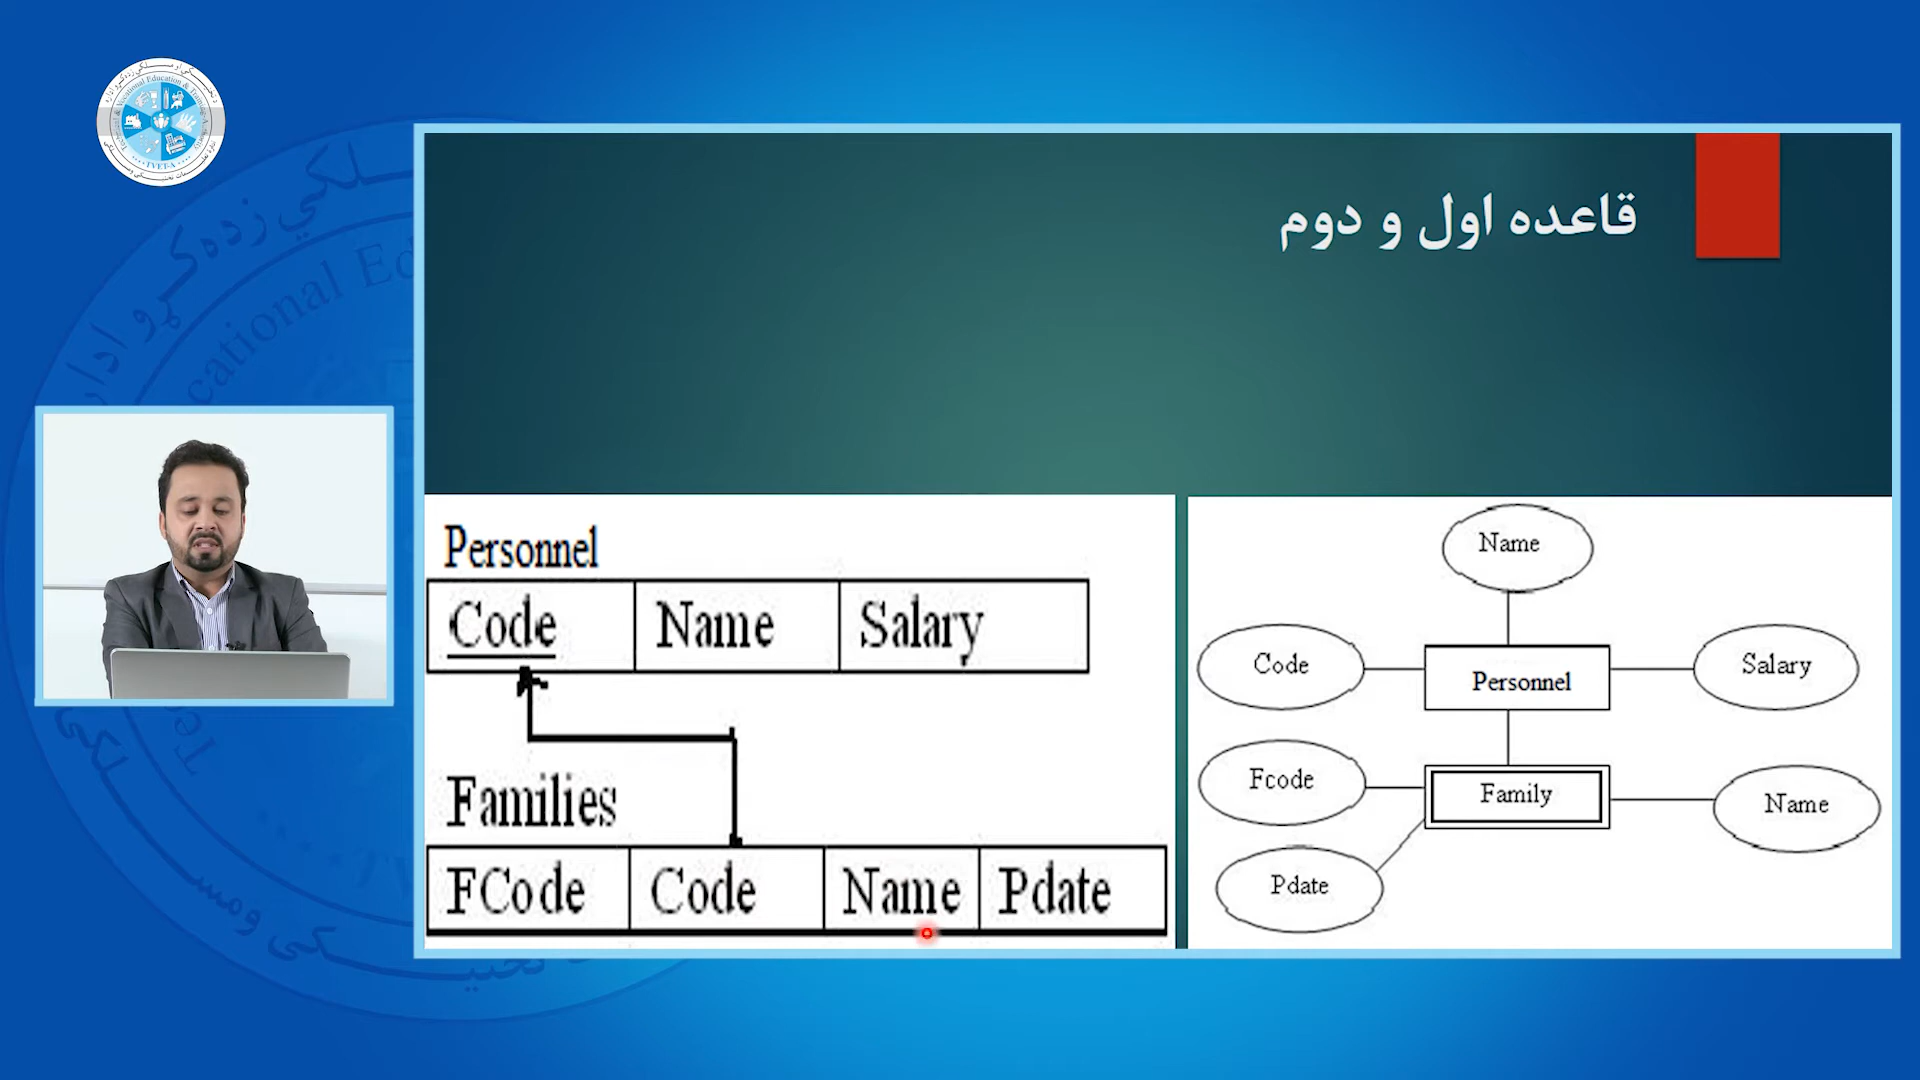 قاعده اول و دوم
Personnel
Code Name Salary
Families
FCode Code Name Pdate
Name
Code Personnel Salary
Fcode Family Name
Pdate
TVET-A